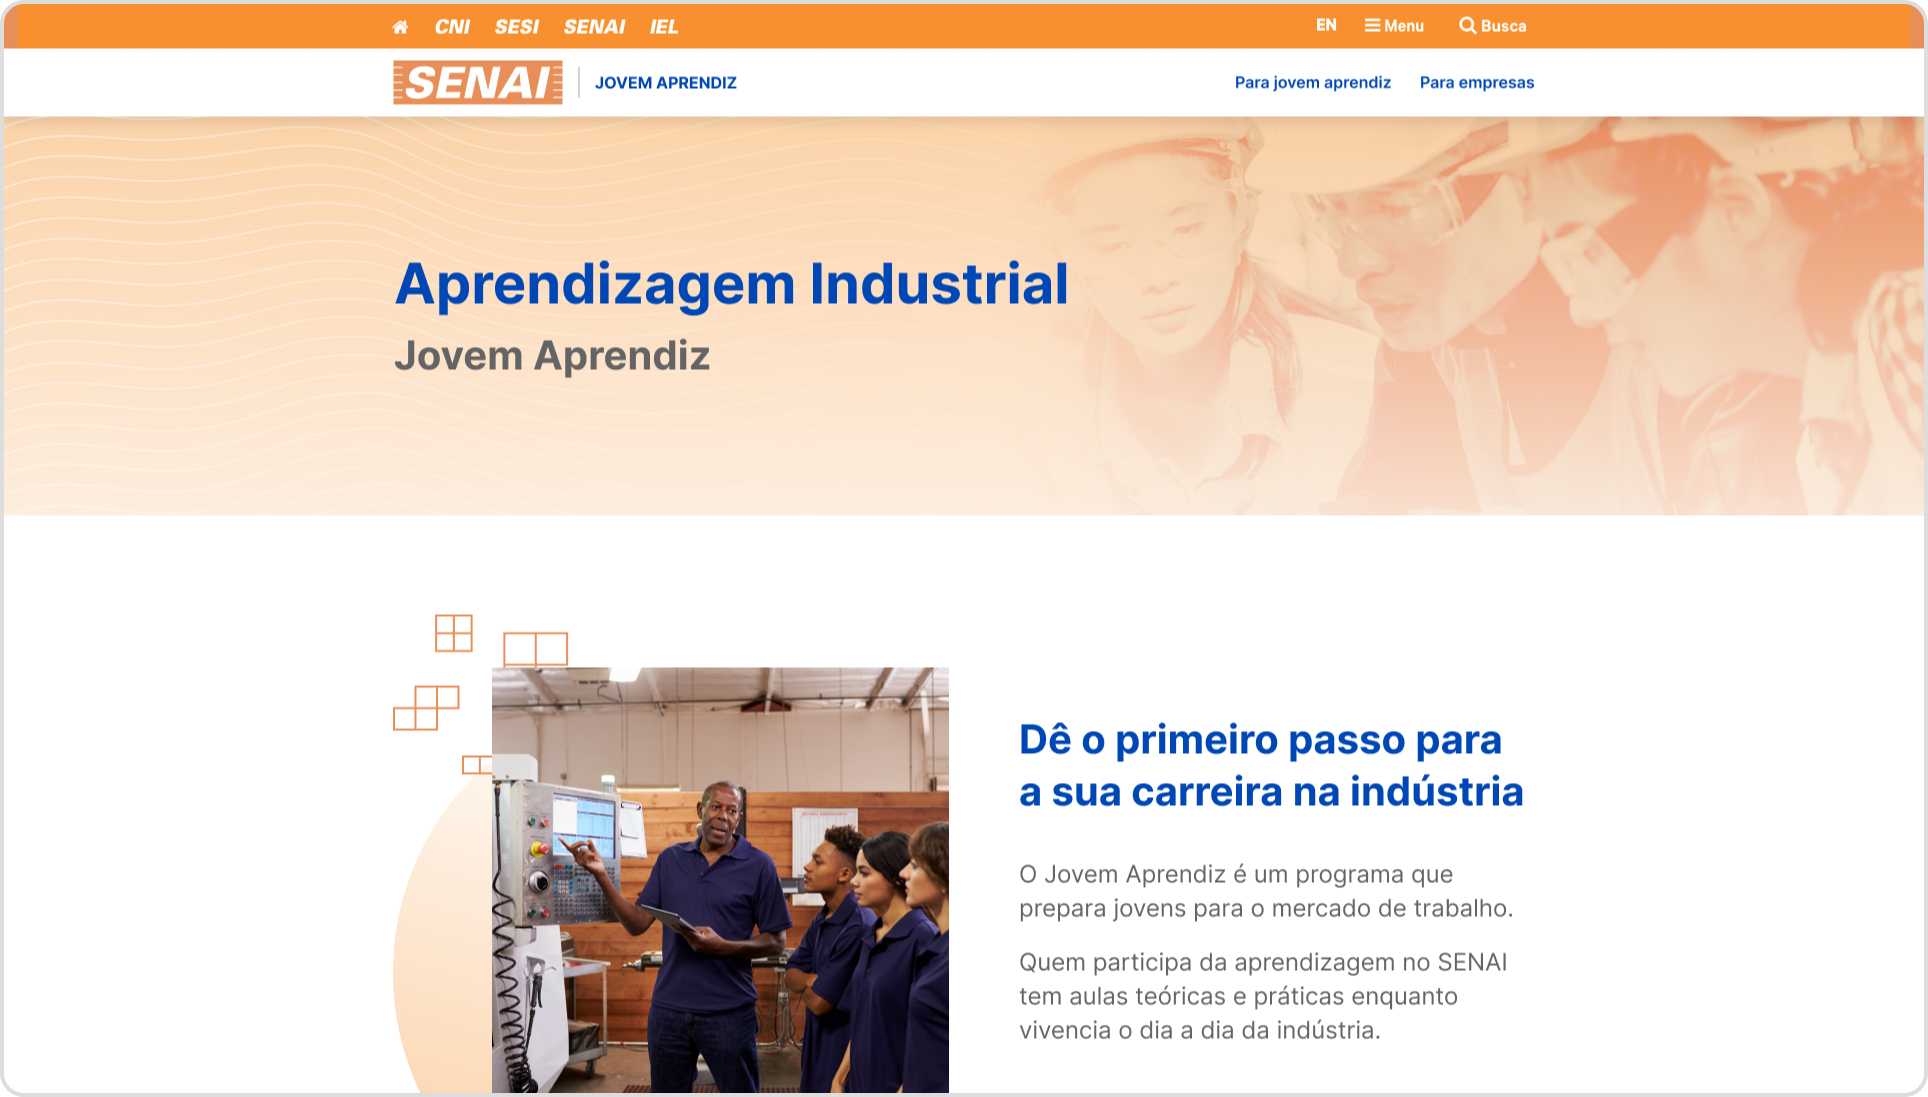 CNI SESI SENAI IEL EN Menu Busca
SENAI JOVEM APRENDIZ Para jovem aprendiz Para empresas
Aprendizagem Industrial
Jovem Aprendiz
Dê o primeiro passo para
a sua carreira na indústria
O Jovem Aprendiz é um programa que
prepara jovens para o mercado de trabalho.
Quem participa da aprendizagem no SENAI
tem aulas teóricas e práticas enquanto
vivencia o dia a dia da indústria.